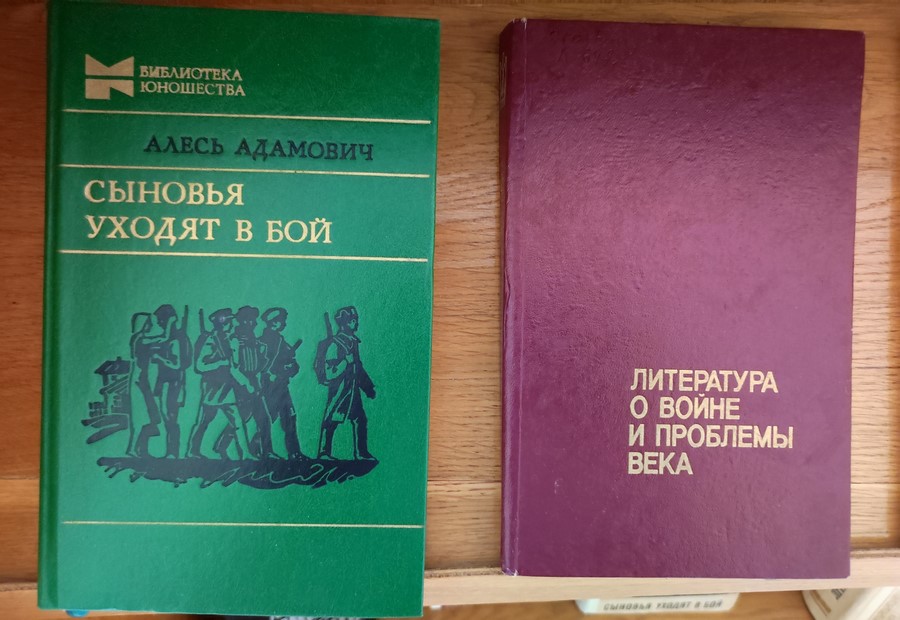 БИБЛИОТЕКА
ЮНОШЕСТВА
АЛЕСЬ АДАМОВИЧ
СЫНОВЬЯ
УХОДЯТ В БОЙ
ЛИТЕРАТУРА
О ВОЙНЕ
И ПРОБЛЕМЫ
ВЕКА
СЫНОВЬЯ УХОДЯТ В БОЙ